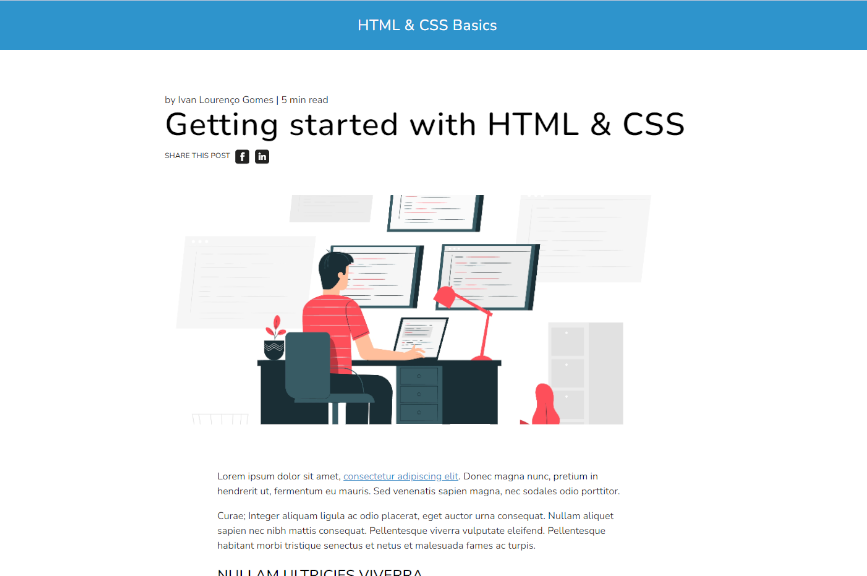 HTML & CSS Basics
by Ivan Lourenço Gomes | 5 min read
Getting started with HTML & CSS
SHARE THIS POST
Lorem ipsum dolor sit amet, consectetur adipiscing elit. Donec magna nunc, pretium in
hendrerit ut, fermentum eu mauris. Sed venenatis sapien magna, nec sodales odio porttitor.
Curae; Integer aliquam ligula ac odio placerat, eget auctor urna consequat. Nullam aliquet
sapien nec nibh mattis consequat. Pellentesque viverra vulputate eleifend. Pellentesque
habitant morbi tristique senectus et netus et malesuada fames ac turpis.
NULLAM ULTRICIES VIVERRA